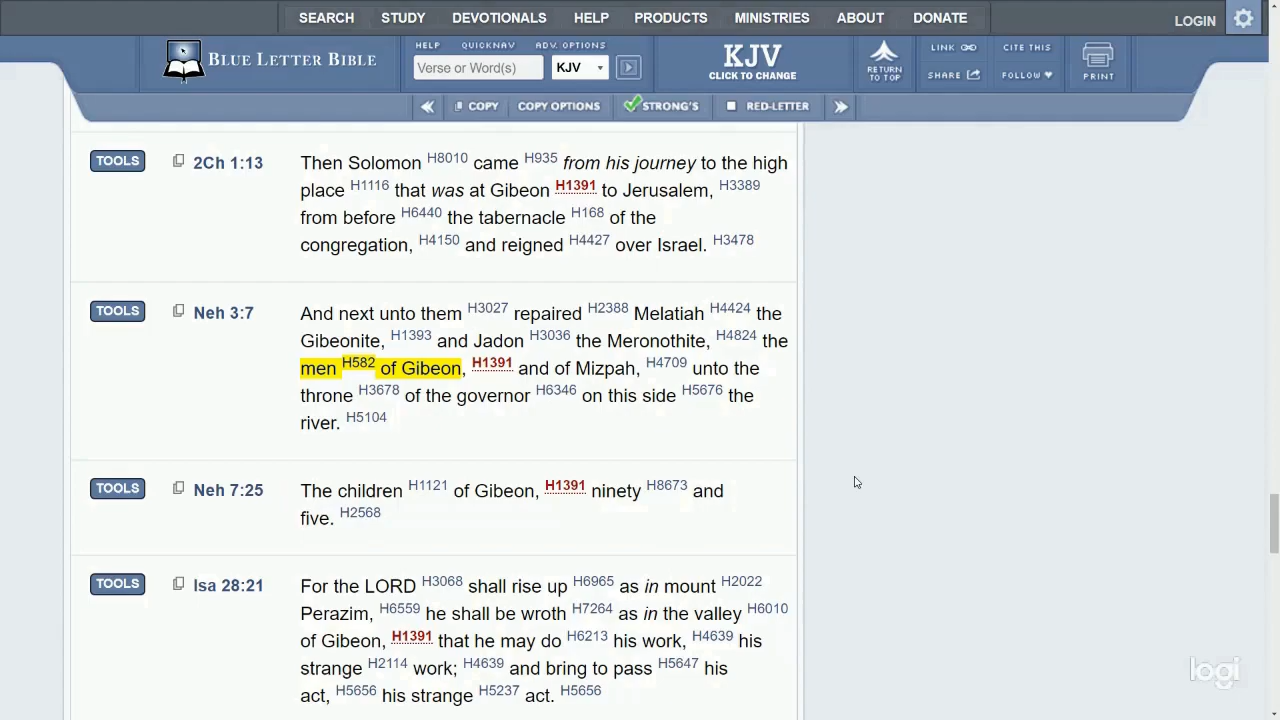 SEARCH STUDY DEVOTIONALS HELP PRODUCTS MINISTRIES ABOUT DONATE LOGIN
BLUE LETTER BIBLE
HELP QUICKNAV ADV. OPTIONS
Verse or Word(s) KJV
KJV
CLICK TO CHANGE
RETURN
TO TOP
LINK CITE THIS
SHARE FOLLOW
PRINT
COPY COPY OPTIONS STRONG'S RED-LETTER
TOOLS 2Ch 1:13 Then Solomon H8010 came H935 from his journey to the high
place H1116 that was at Gibeon H1391 to Jerusalem, H3389
from before H6440 the tabernacle H168 of the
congregation, H4150 and reigned H4427 over Israel. H3478
TOOLS Neh 3:7 And next unto them H3027 repaired H2388 Melatiah H4424 the
Gibeonite, H1393 and Jadon H3036 the Meronothite, H4824 the
men H582 of Gibeon, H1391 and of Mizpah, H4709 unto the
throne H3678 of the governor H6346 on this side H5676 the
river. H5104
TOOLS Neh 7:25 The children H1121 of Gibeon, H1391 ninety H8673 and
five. H2568
TOOLS Isa 28:21 For the LORD H3068 shall rise up H6965 as in mount H2022
Perazim, H6559 he shall be wroth H7264 as in the valley H6010
of Gibeon, H1391 that he may do H6213 his work, H4639 his
strange H2114 work; H4639 and bring to pass H5647 his
act, H5656 his strange H5237 act. H5656
logi